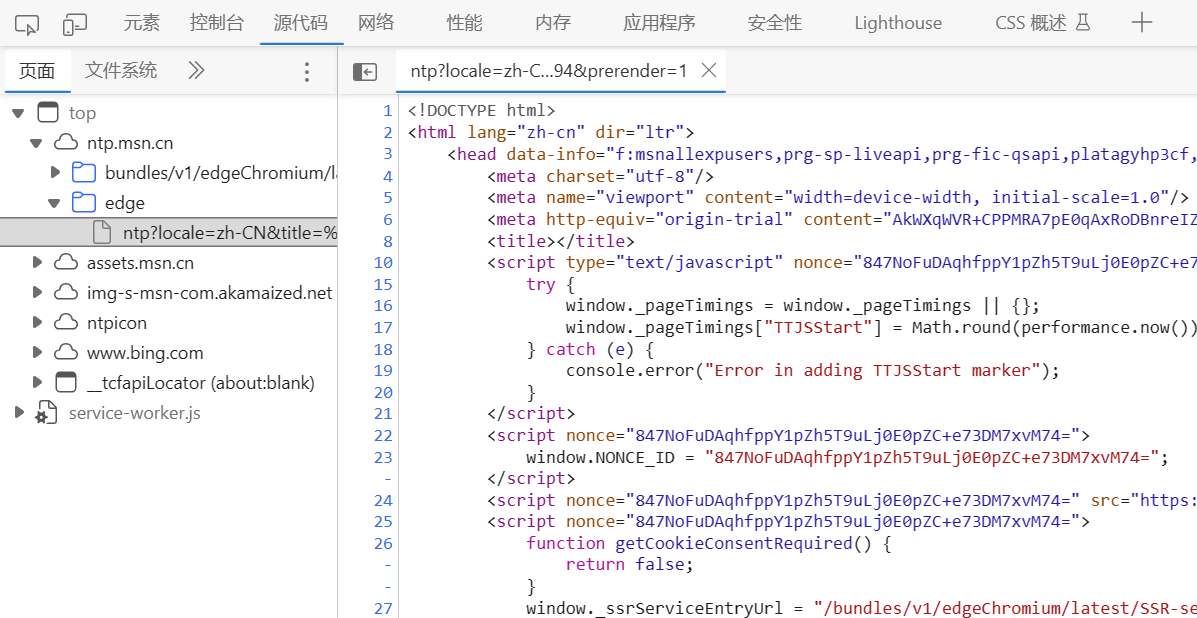 元素 控制台 源代码 网络 性能 内存 应用程序 安全性 Lighthouse CSS 概述
页面 文件系统
ntp?locale=zh-C...94&prerender=1
top
ntp.msn.cn
bundles/v1/edgeChromium/la
edge
ntp?locale=zh-CN&title=%
assets.msn.cn
img-s-msn-com.akamaized.net
ntpicon
www.bing.com
__tcfapiLocator (about:blank)
service-worker.js
1 <!DOCTYPE html>
2 <html lang="zh-cn" dir="ltr">
3 <head data-info="f:msnallexpusers,prg-sp-liveapi,prg-fic-qsapi,platagyhp3cf,
4 <meta charset="utf-8"/>
5 <meta name="viewport" content="width=device-width, initial-scale=1.0"/>
6 <meta http-equiv="origin-trial" content="AkWXqWVR+CPPMRA7pE0qAxRoDBnreIZ
8 <title></title>
10 <script type="text/javascript" nonce="847NoFuDAqhfppY1pZh5T9uLj0E0pZC+e7
15 try {
16 window._pageTimings = window._pageTimings || {};
17 window._pageTimings["TTJSStart"] = Math.round(performance.now())
18 } catch (e) {
19 console.error("Error in adding TTJSStart marker");
20 }
21 </script>
22 <script nonce="847NoFuDAqhfppY1pZh5T9uLj0E0pZC+e73DM7xvM74=">
23 window.NONCE_ID = "847NoFuDAqhfppY1pZh5T9uLj0E0pZC+e73DM7xvM74=";
- </script>
24 <script nonce="847NoFuDAqhfppY1pZh5T9uLj0E0pZC+e73DM7xvM74=" src="https:
25 <script nonce="847NoFuDAqhfppY1pZh5T9uLj0E0pZC+e73DM7xvM74=">
26 function getCookieConsentRequired() {
- return false;
- }
27 window._ssrServiceEntryUrl = "/bundles/v1/edgeChromium/latest/SSR-se